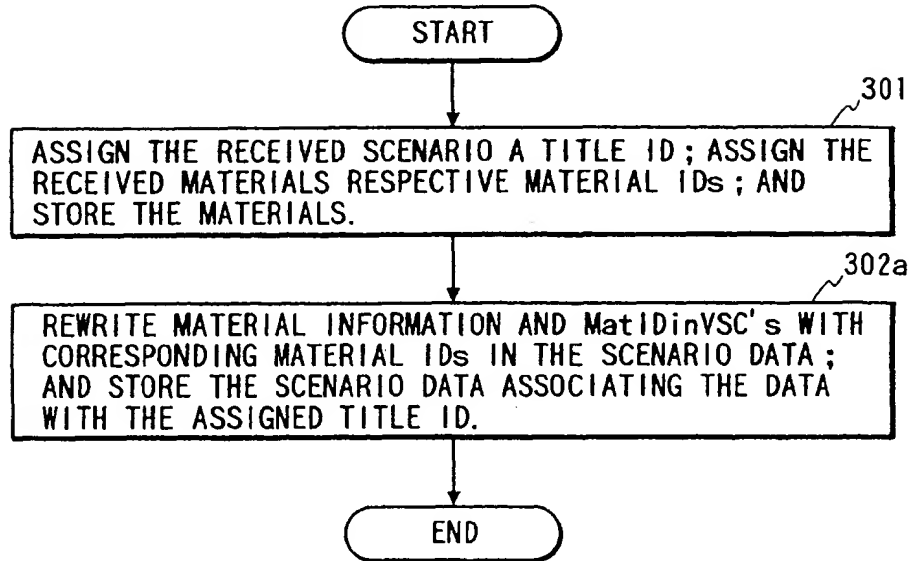 START
301
ASSIGN THE RECEIVED SCENARIO A TITLE ID; ASSIGN THE
RECEIVED MATERIALS RESPECTIVE MATERIAL IDs; AND
STORE THE MATERIALS.
302a
REWRITE MATERIAL INFORMATION AND MatIDinVSC's WITH
CORRESPONDING MATERIAL IDs IN THE SCENARIO DATA;
AND STORE THE SCENARIO DATA ASSOCIATING THE DATA
WITH THE ASSIGNED TITLE ID.
END